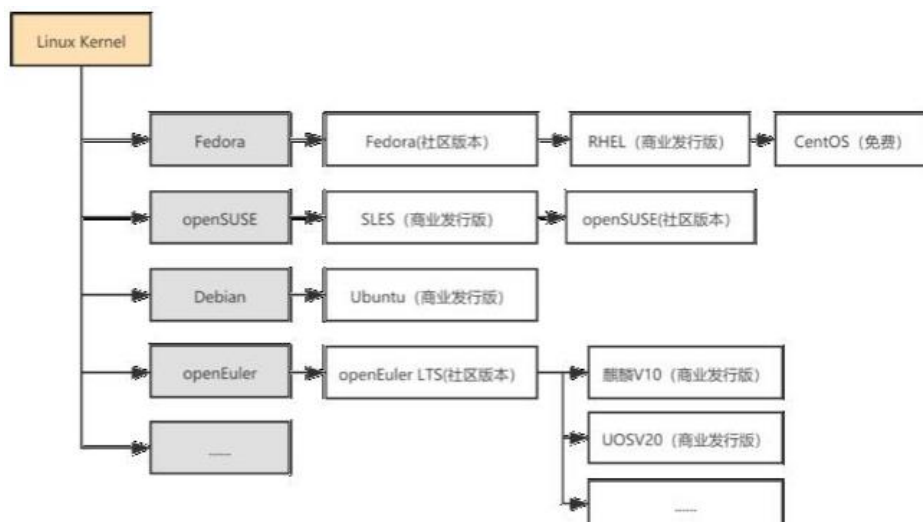 Linux Kernel
Fedora
Fedora(社区版本)
RHEL（商业发行版）
CentOS（免费）
openSUSE
SLES（商业发行版）
openSUSE(社区版本)
Debian
Ubuntu（商业发行版）
openEuler
openEuler LTS(社区版本)
麒麟V10（商业发行版）
UOSV20（商业发行版）
......
......